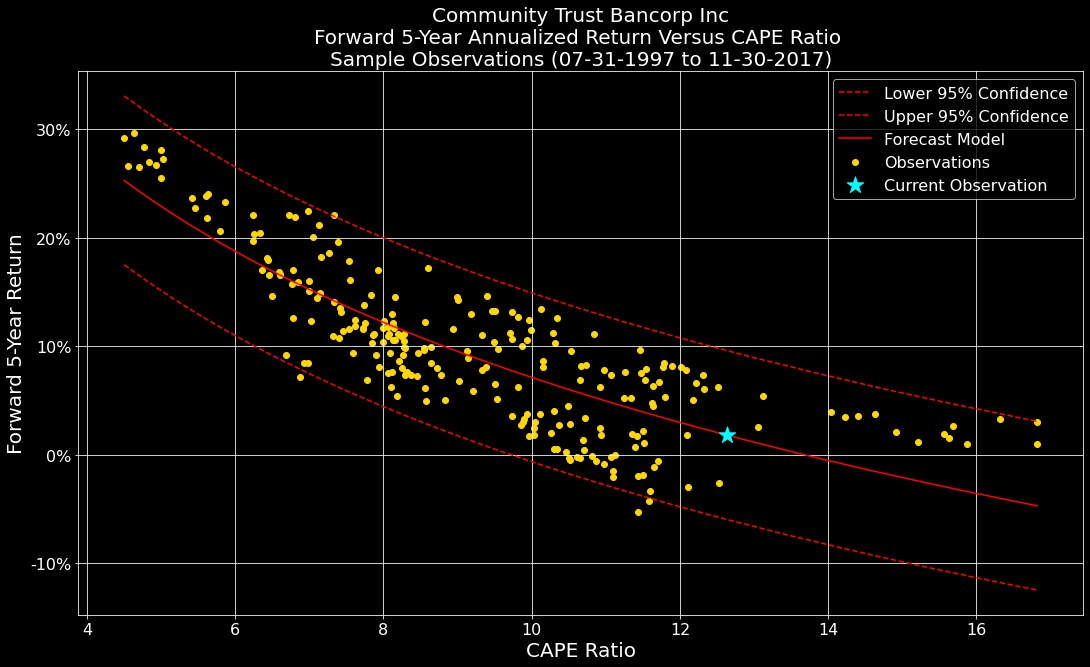 Community Trust Bancorp Inc
Forward 5-Year Annualized Return Versus CAPE Ratio
Sample Observations (07-31-1997 to 11-30-2017)
Lower 95% Confidence
Upper 95% Confidence
Forecast Model
Observations
Current Observation
Forward 5-Year Return
30%
20%
10%
0%
-10%
4 6 8 10 12 14 16
CAPE Ratio